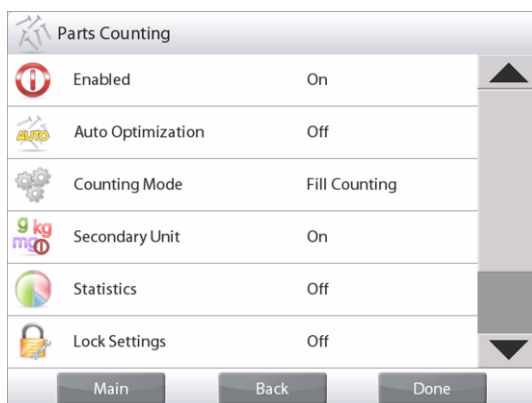 Parts Counting
Enabled On
AUTO Auto Optimization Off
Counting Mode Fill Counting
g kg
mg Secondary Unit On
Statistics Off
Lock Settings Off
Main Back Done